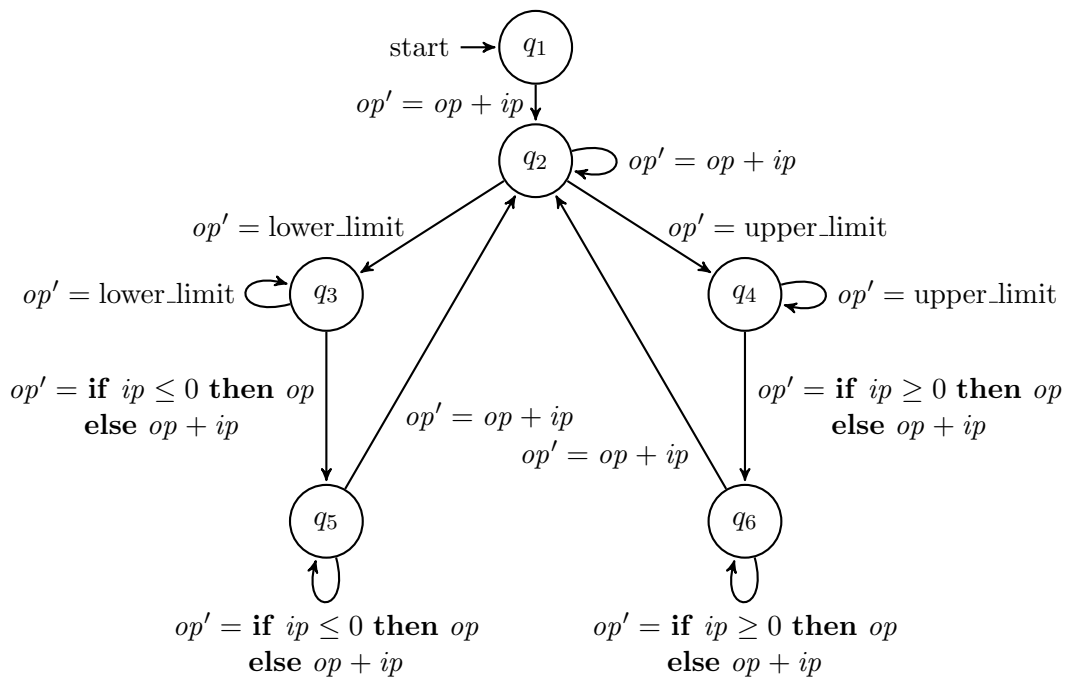 start
q1
op′ = op + ip
q2
op′ = op + ip
op′ = lower_limit
op′ = upper_limit
op′ = lower_limit
q3
q4
op′ = upper_limit
op′ = if ip ≤ 0 then op
else op + ip
op′ = if ip ≥ 0 then op
else op + ip
op′ = op + ip
op′ = op + ip
q5
q6
op′ = if ip ≤ 0 then op
else op + ip
op′ = if ip ≥ 0 then op
else op + ip